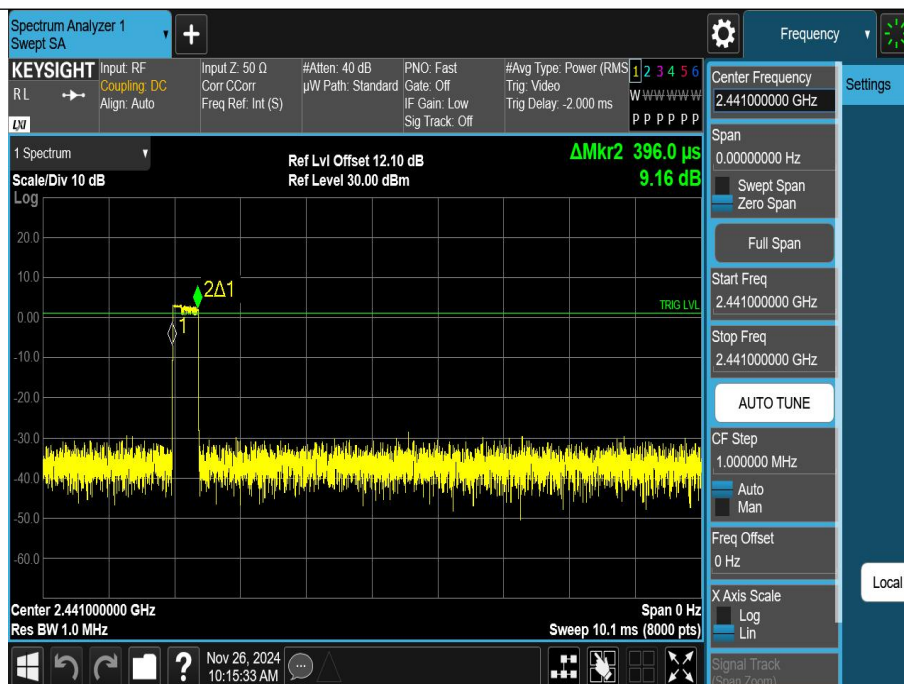 Spectrum Analyzer 1
Swept SA
Frequency
KEYSIGHT
R L
LXI
Input: RF
Coupling: DC
Align: Auto
Input Z: 50 Ω
Corr CCorr
Freq Ref: Int (S)
#Atten: 40 dB
µW Path: Standard
PNO: Fast
Gate: Off
IF Gain: Low
Sig Track: Off
#Avg Type: Power (RMS
Trig: Video
Trig Delay: -2.000 ms
1 2 3 4 5 6
W W W W W W
P P P P P P
1 Spectrum
Scale/Div 10 dB
Log
Ref Lvl Offset 12.10 dB
Ref Level 30.00 dBm
ΔMkr2 396.0 µs
9.16 dB
20.0
10.0
0.00
-10.0
-20.0
-30.0
-40.0
-50.0
-60.0
2Δ1
1
TRIG LVL
Center 2.441000000 GHz
Res BW 1.0 MHz
Span 0 Hz
Sweep 10.1 ms (8000 pts)
Nov 26, 2024
10:15:33 AM
?
Center Frequency
2.441000000 GHz
Span
0.00000000 Hz
Swept Span
Zero Span
Full Span
Start Freq
2.441000000 GHz
Stop Freq
2.441000000 GHz
AUTO TUNE
CF Step
1.000000 MHz
Auto
Man
Freq Offset
0 Hz
X Axis Scale
Log
Lin
Signal Track
(Span Zoom)
Settings
Local